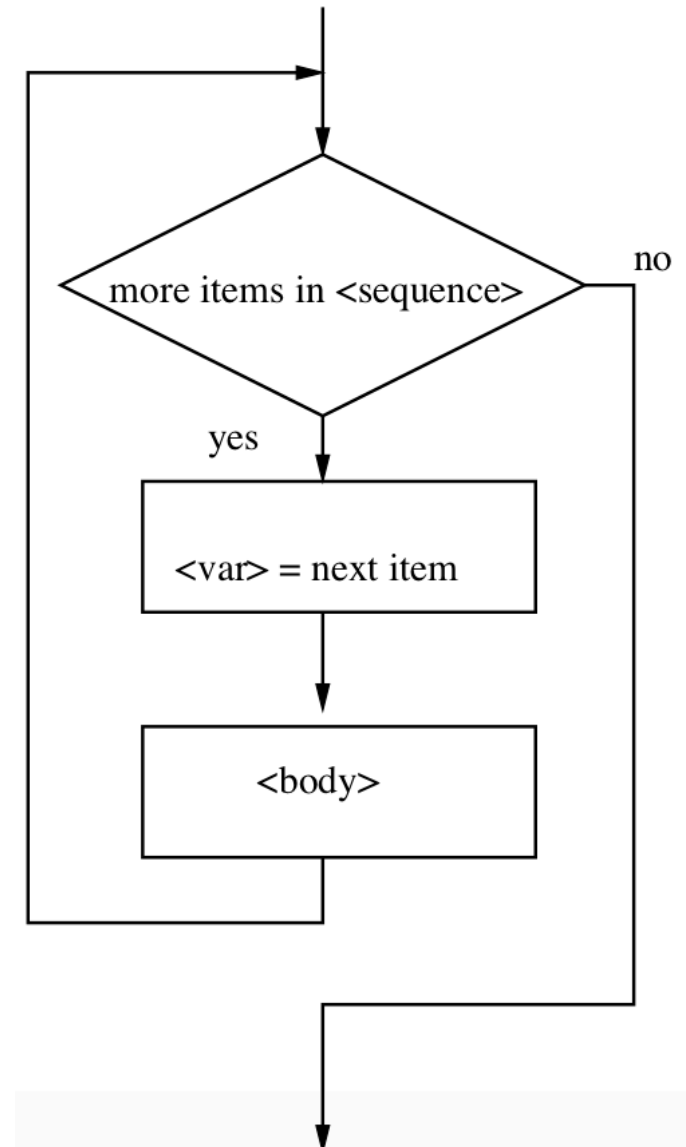 more items in <sequence>
no
yes
<var> = next item
<body>